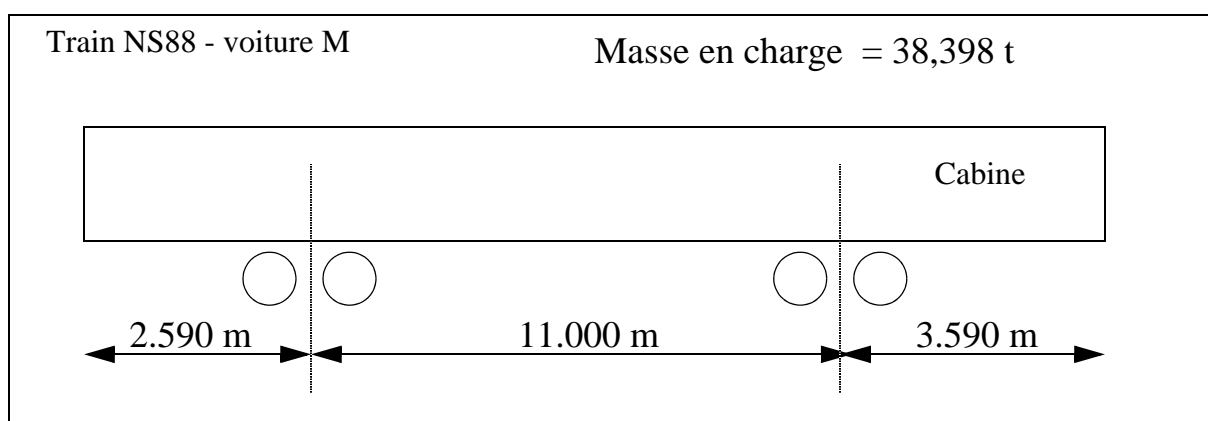 Train NS88 - voiture M
Masse en charge = 38,398 t
Cabine
2.590 m
11.000 m
3.590 m